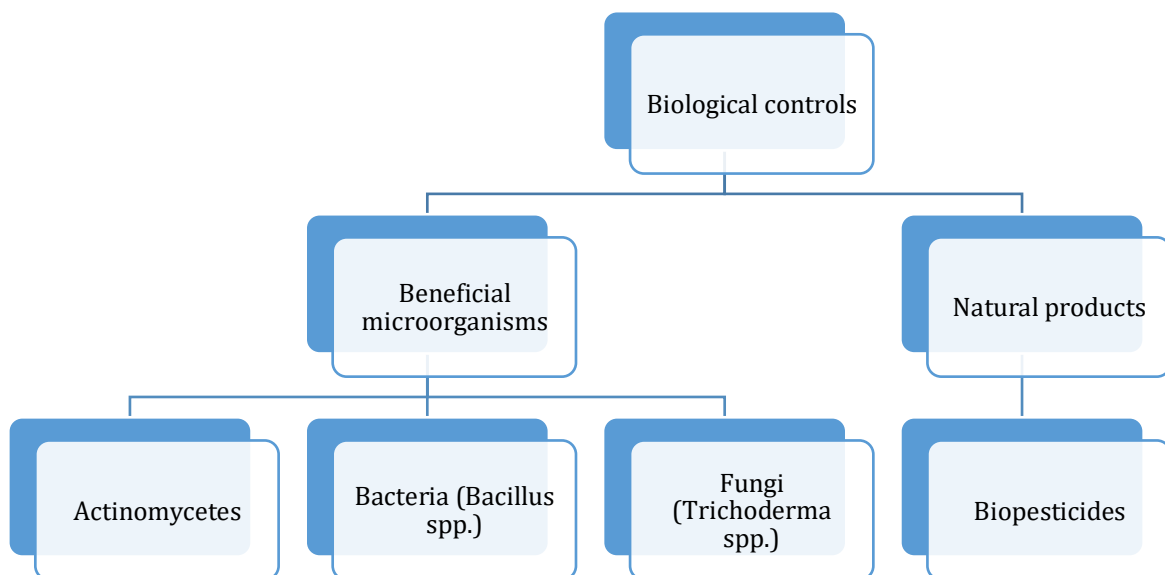 Biological controls
Beneficial
microorganisms
Natural products
Actinomycetes
Bacteria (Bacillus
spp.)
Fungi
(Trichoderma
spp.)
Biopesticides